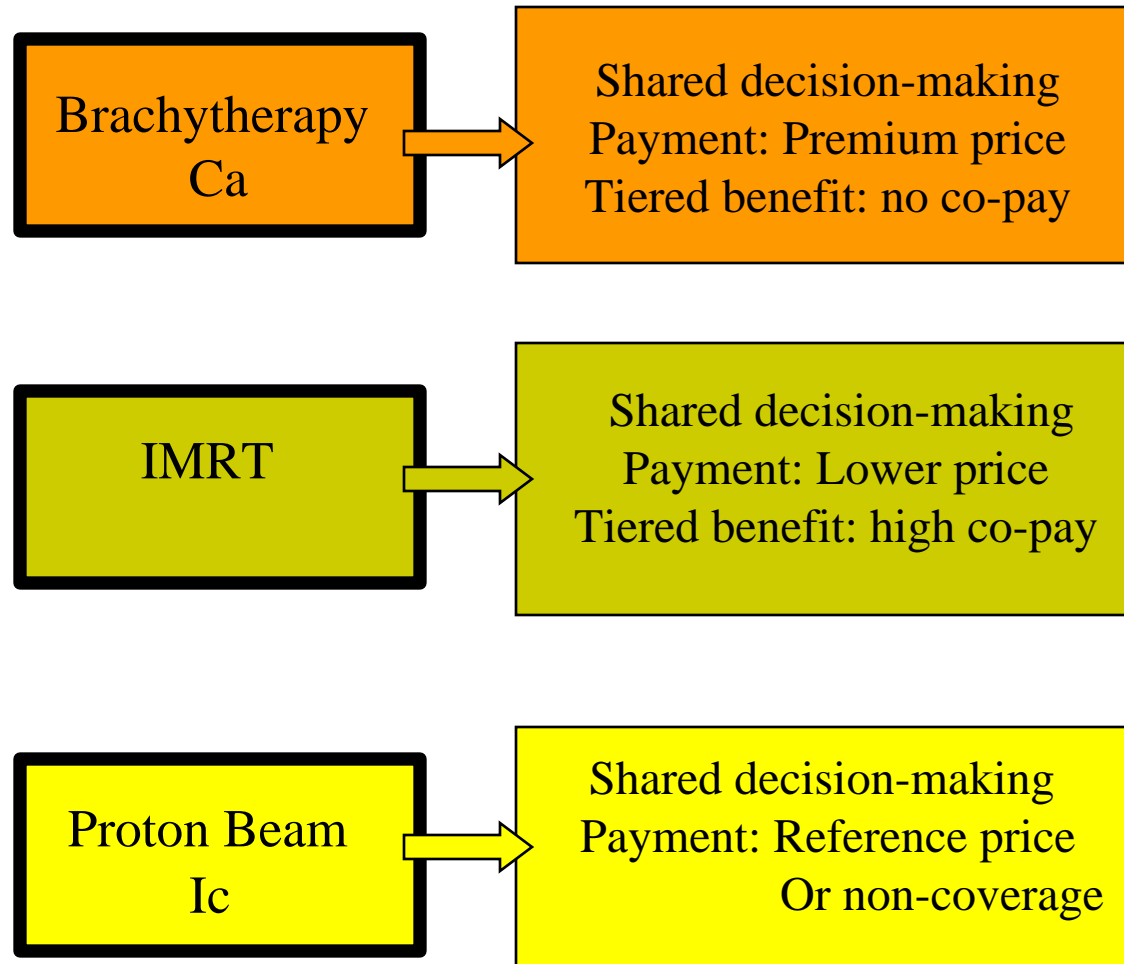 Brachytherapy
Ca
Shared decision-making
Payment: Premium price
Tiered benefit: no co-pay
IMRT
Shared decision-making
Payment: Lower price
Tiered benefit: high co-pay
Proton Beam
Ic
Shared decision-making
Payment: Reference price
Or non-coverage